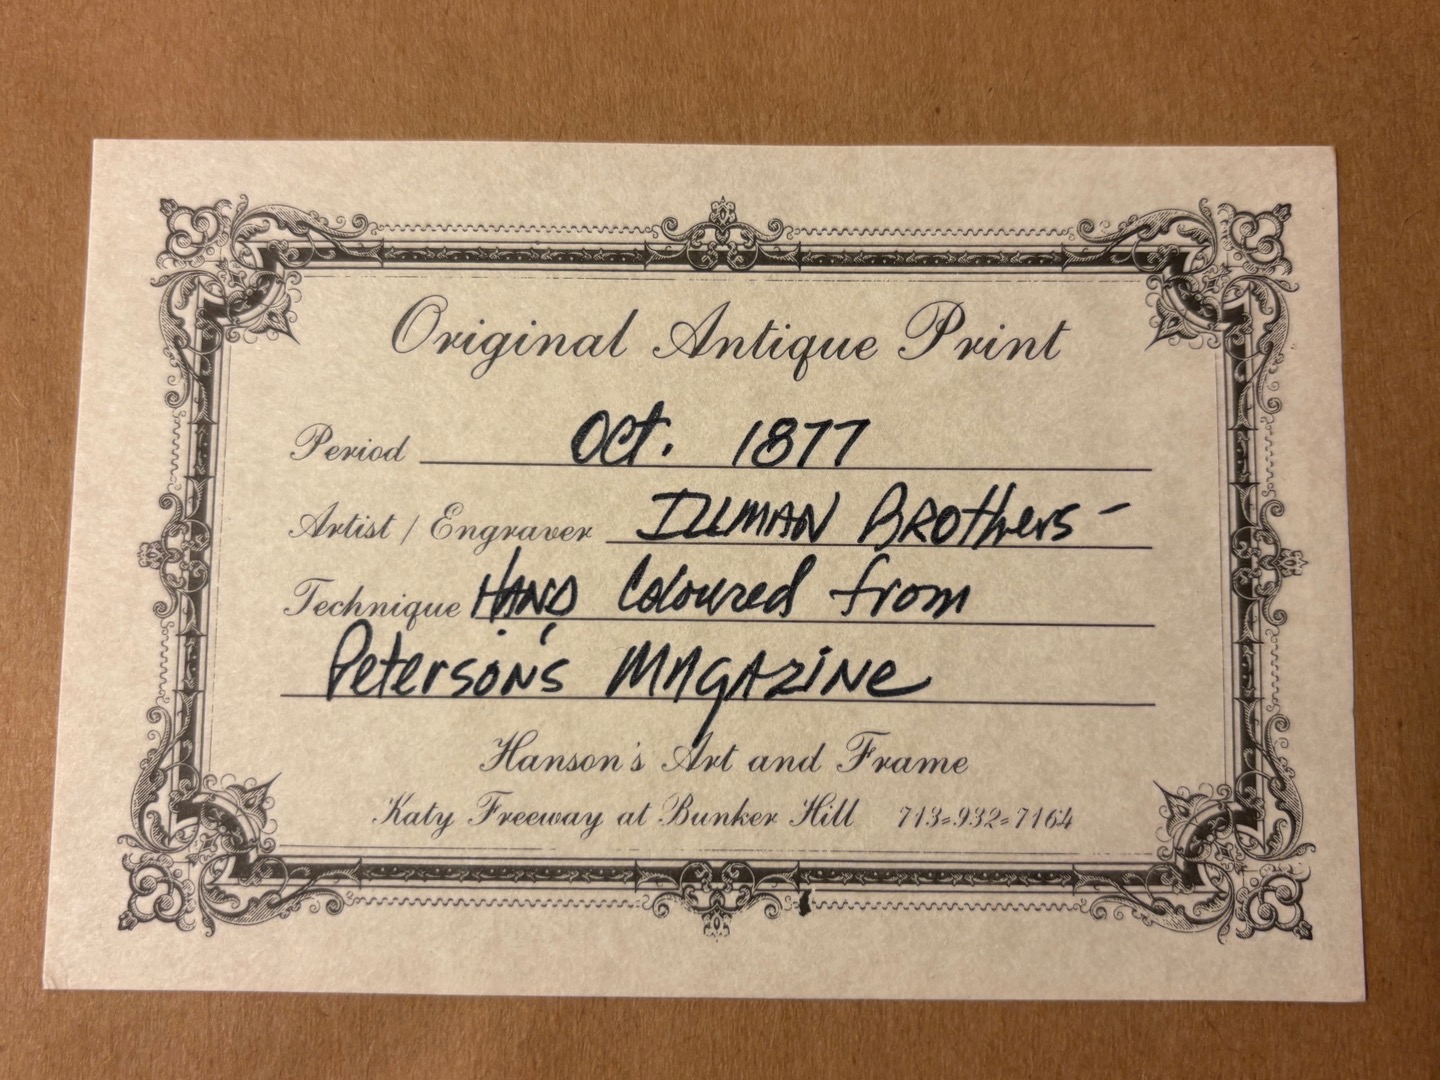 Original Antique Print
Period Oct. 1877
Artist / Engraver ILLMAN BROthers -
Technique HAND Coloured from
Peterson's MAGAZINE
Hanson's Art and Frame
Katy Freeway at Bunker Hill 713-932-7164